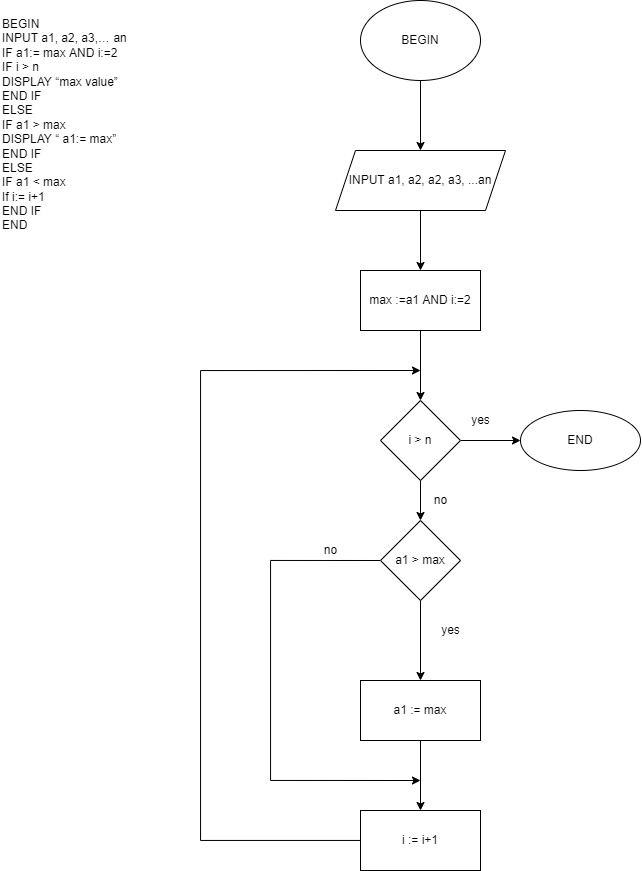 BEGIN
INPUT a1, a2, a3,... an
IF a1:= max AND i:=2
IF i > n
DISPLAY “max value”
END IF
ELSE
IF a1 > max
DISPLAY “ a1:= max”
END IF
ELSE
IF a1 < max
If i:= i+1
END IF
END
BEGIN
INPUT a1, a2, a2, a3, ...an
max :=a1 AND i:=2
i > n
yes
END
no
a1 > max
no
yes
a1 := max
i := i+1